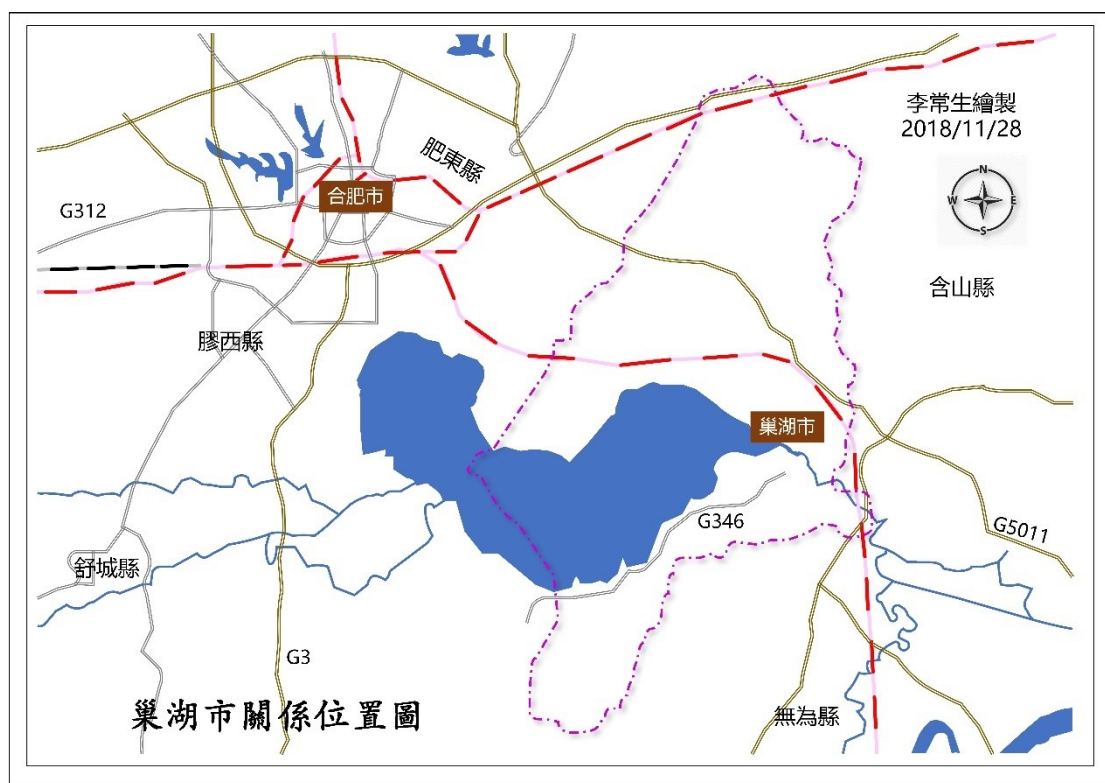 李常生繪製
2018/11/28
N
W
E
S
肥東縣
合肥市
G312
含山縣
膠西縣
巢湖市
G346
G5011
舒城縣
G3
巢湖市關係位置圖
無為縣